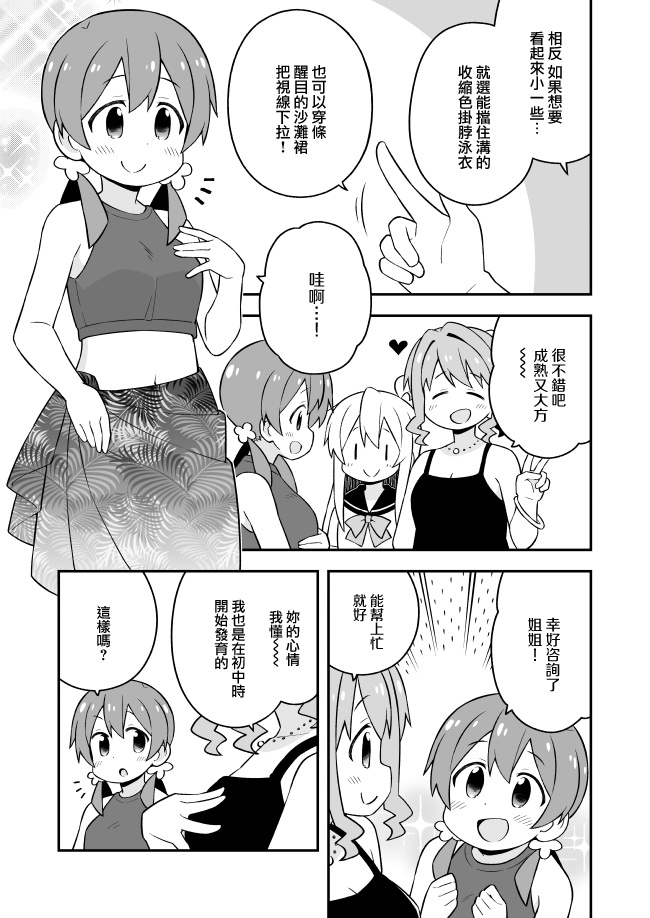 相反 如果想要
看起來小一些…
就選能擋住溝的
收縮色掛脖泳衣
也可以穿條
醒目的沙灘裙
把視線下拉！
很不錯吧
成熟又大方
~~~
哇啊…！
幸好咨詢了
姐姐！
能幫上忙
就好
妳的心情
我懂~~~
我也是在初中時
開始發育的
這樣嗎？